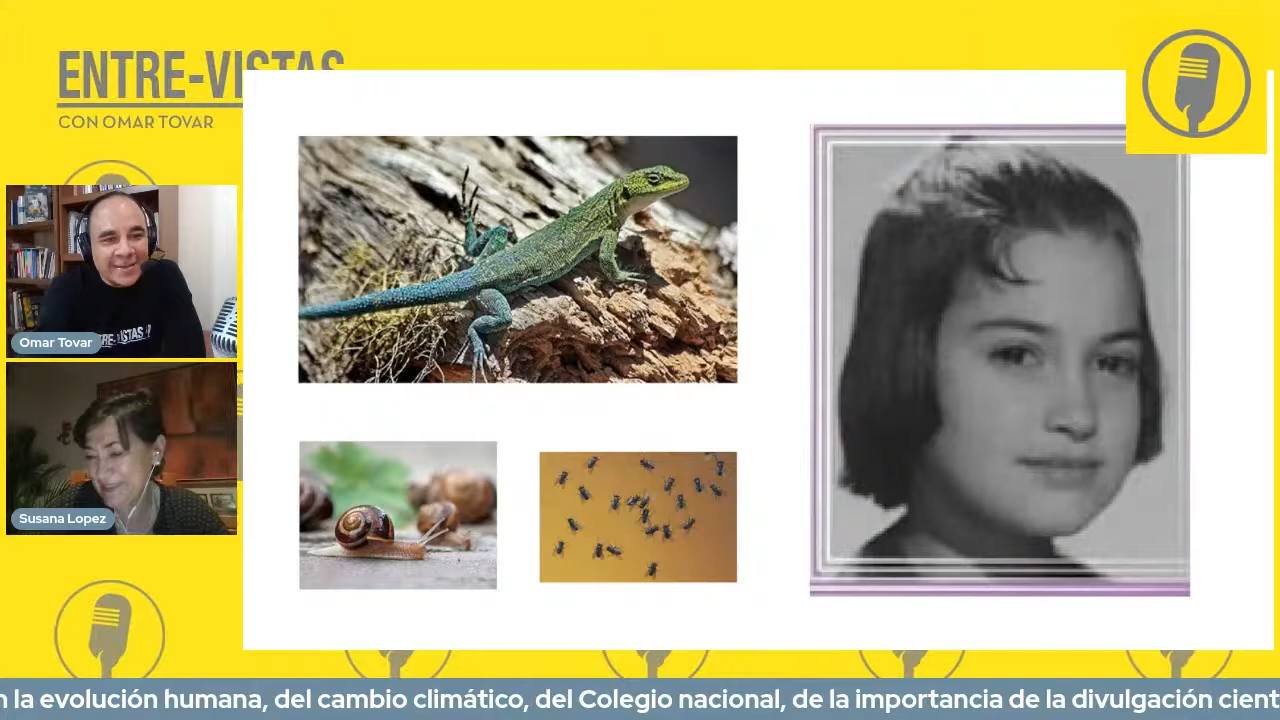 ENTRE-VISTAS
CON OMAR TOVAR
Omar Tovar
Susana Lopez
n la evolución humana, del cambio climático, del Colegio nacional, de la importancia de la divulgación cient